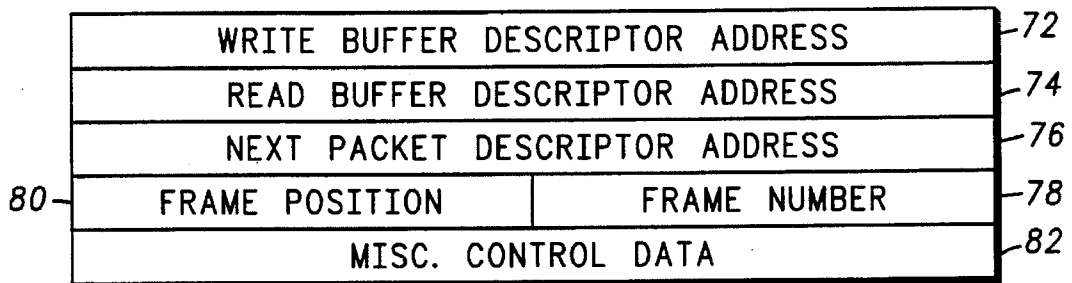 WRITE BUFFER DESCRIPTOR ADDRESS 72
READ BUFFER DESCRIPTOR ADDRESS 74
NEXT PACKET DESCRIPTOR ADDRESS 76
80 FRAME POSITION FRAME NUMBER 78
MISC. CONTROL DATA 82